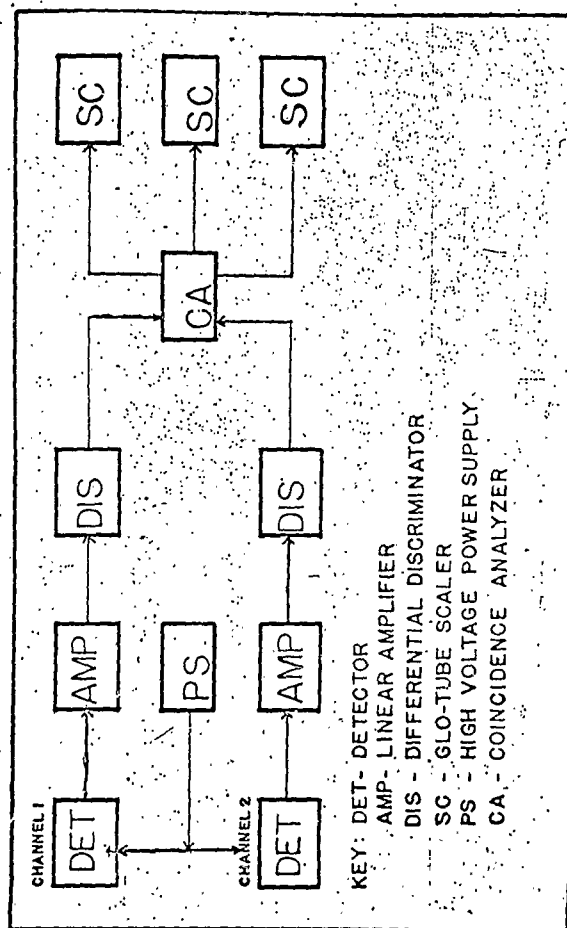 CHANNEL 1
DET
AMP
DIS
SC
PS
CA
SC
CHANNEL 2
DET
AMP
DIS
SC
KEY: DET- DETECTOR
AMP- LINEAR AMPLIFIER
DIS - DIFFERENTIAL DISCRIMINATOR
SC - GLO-TUBE SCALER
PS - HIGH VOLTAGE POWER SUPPLY
CA - COINCIDENCE ANALYZER